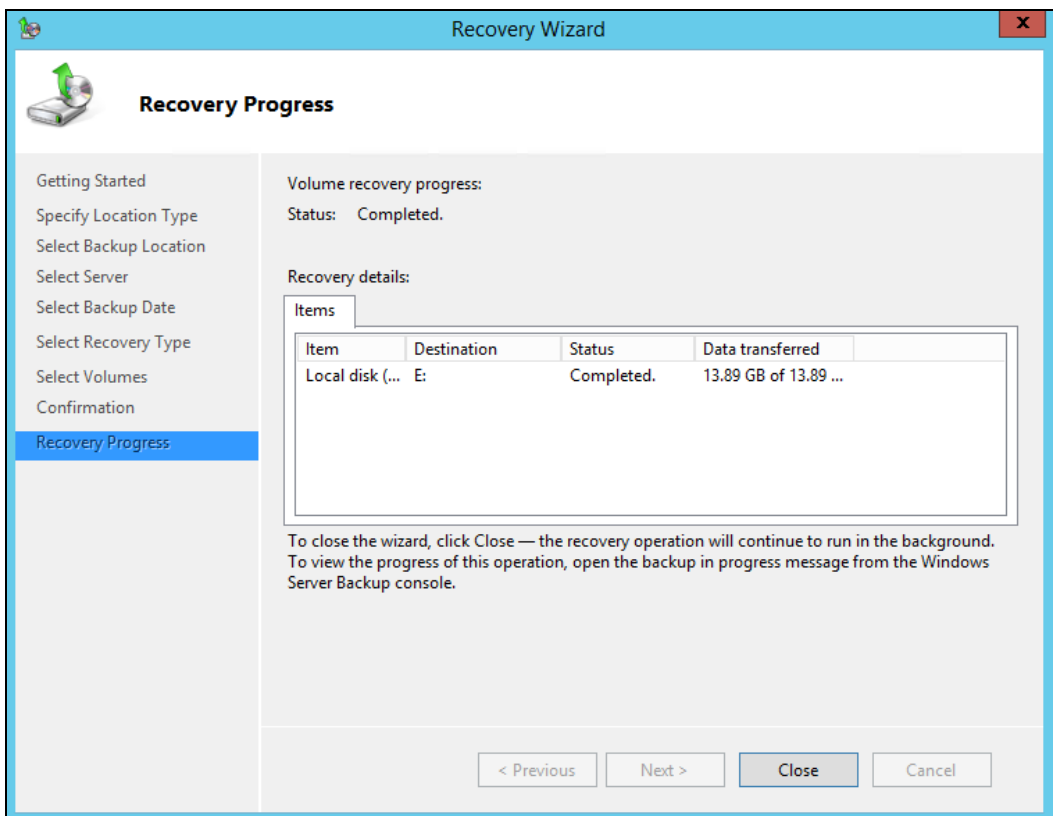 Recovery Wizard
x
Recovery Progress
Getting Started
Specify Location Type
Select Backup Location
Select Server
Select Backup Date
Select Recovery Type
Select Volumes
Confirmation
Recovery Progress
Volume recovery progress:
Status: Completed.
Recovery details:
Items
Item Destination Status Data transferred
Local disk (... E: Completed. 13.89 GB of 13.89 ...
To close the wizard, click Close — the recovery operation will continue to run in the background.
To view the progress of this operation, open the backup in progress message from the Windows
Server Backup console.
< Previous Next > Close Cancel